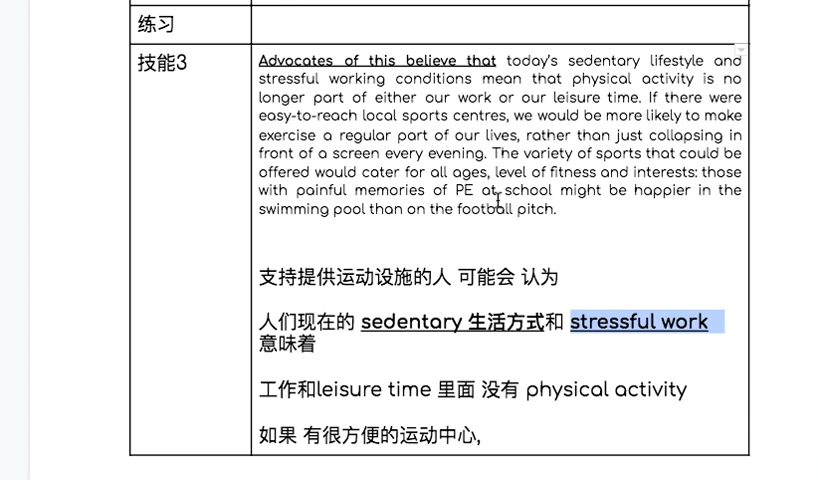 练习
技能3
Advocates of this believe that today's sedentary lifestyle and
stressful working conditions mean that physical activity is no
longer part of either our work or our leisure time. If there were
easy-to-reach local sports centres, we would be more likely to make
exercise a regular part of our lives, rather than just collapsing in
front of a screen every evening. The variety of sports that could be
offered would cater for all ages, level of fitness and interests: those
with painful memories of PE at school might be happier in the
swimming pool than on the football pitch.
支持提供运动设施的人 可能会 认为
人们现在的 sedentary 生活方式和 stressful work
意味着
工作和leisure time 里面 没有 physical activity
如果 有很方便的运动中心,